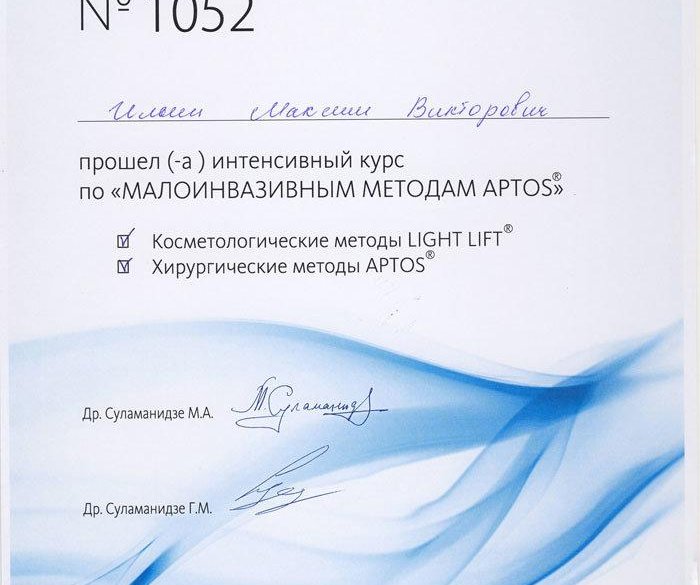 № 1052
Ильин Максим Викторович
прошел (-а ) интенсивный курс
по «МАЛОИНВАЗИВНЫМ МЕТОДАМ APTOS®»
☑ Косметологические методы LIGHT LIFT®
☑ Хирургические методы APTOS®
Др. Суламанидзе М.А. М.Суламанидзе
Др. Суламанидзе Г.М.